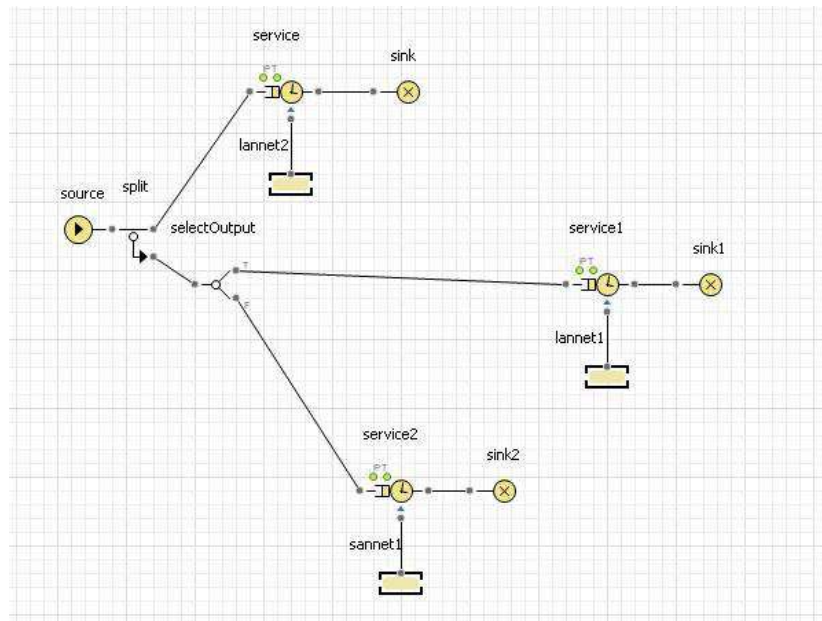 service
PT
sink
lannet2
source
split
selectOutput
T
F
service1
PT
sink1
lannet1
service2
PT
sink2
sannet1